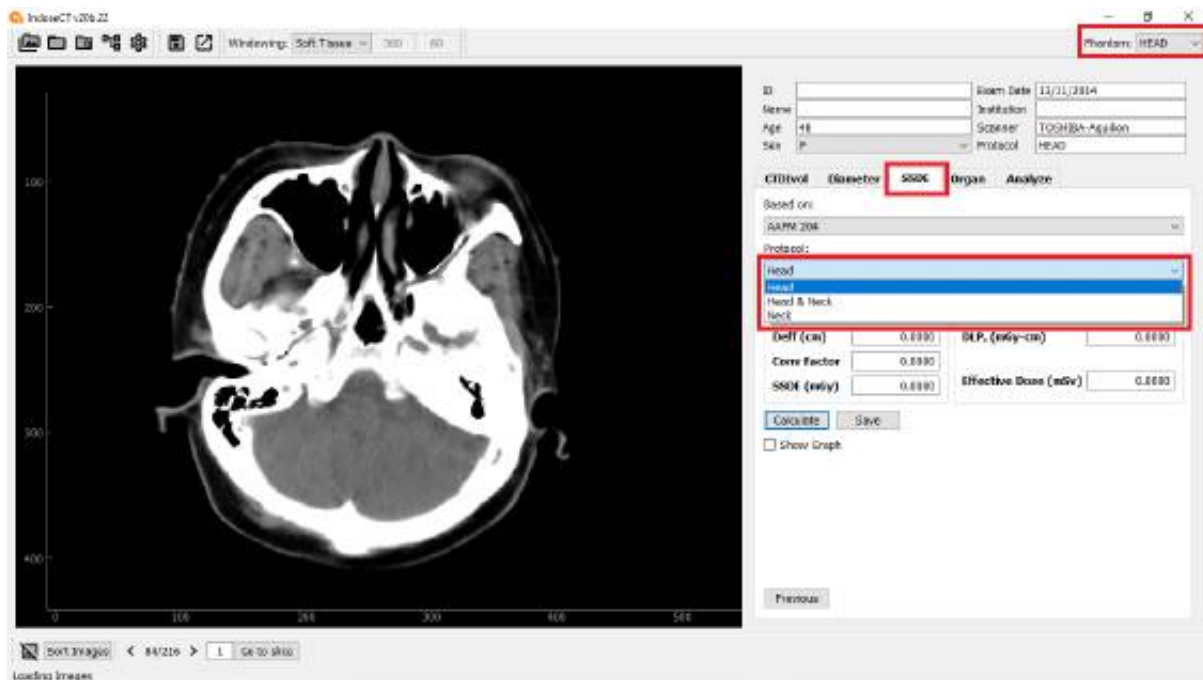 IndoseCT v20b.22
Windowing: Soft Tissue 300 60
Phantom: HEAD
ID
Exam Date 13/11/2014
Name
Institution
Age 48
Scanner TOSHIBA-Aquilion
Sex F
Protocol HEAD
CTDIvol Diameter SSDE Organ Analyze
Based on:
AAPM 204
Protocol:
Head
Head
Head & Neck
Neck
Deff (cm) 0.0000
DLPc (mGy-cm) 0.0000
Conv Factor 0.0000
SSDE (mGy) 0.0000
Effective Dose (mSv) 0.0000
Calculate Save
Show Graph
100
200
300
400
0 100 200 300 400 500
Previous
Sort Images 84/216 1 Go to slice
Loading Images